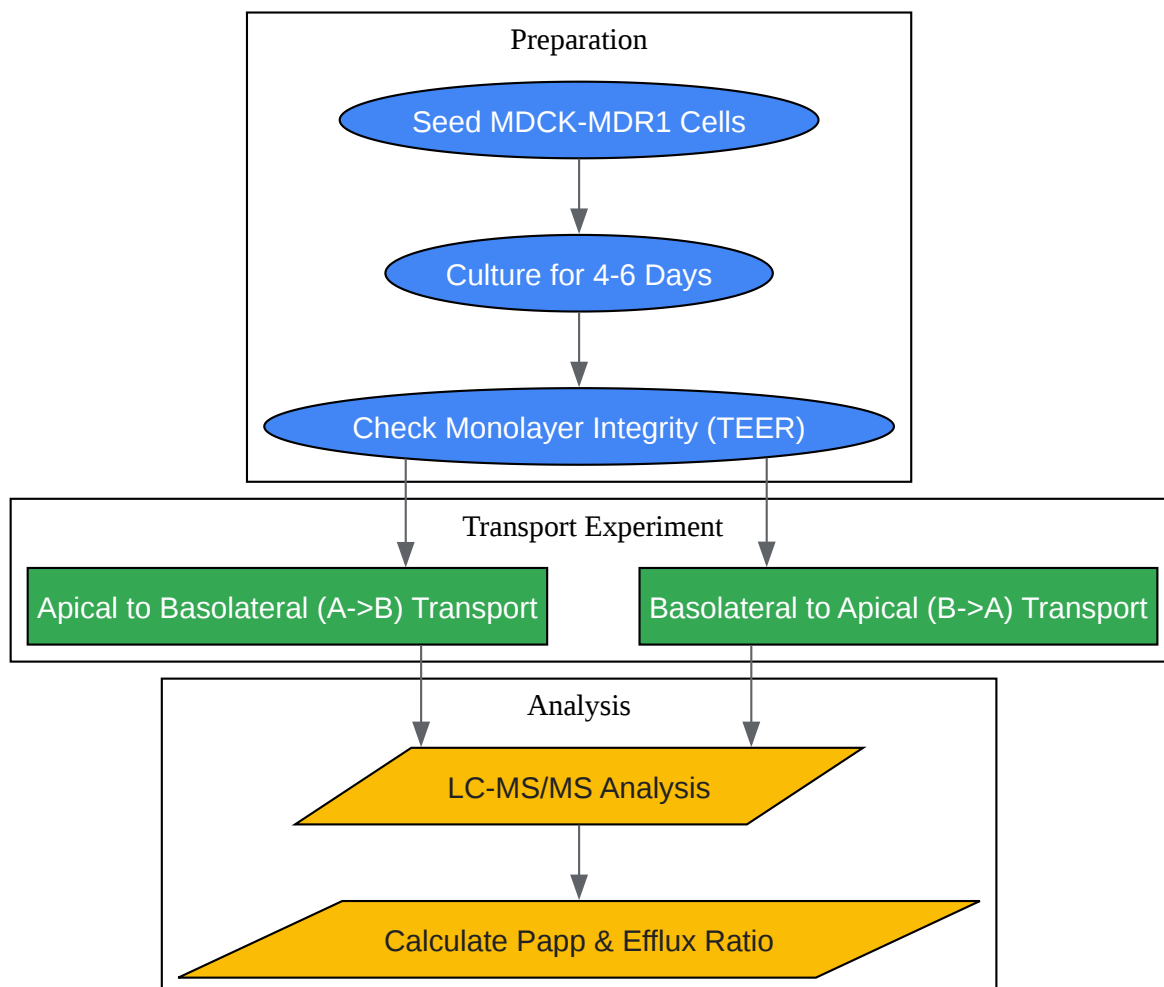 Preparation
Seed MDCK-MDR1 Cells
Culture for 4-6 Days
Check Monolayer Integrity (TEER)
Transport Experiment
Apical to Basolateral (A->B) Transport
Basolateral to Apical (B->A) Transport
Analysis
LC-MS/MS Analysis
Calculate Papp & Efflux Ratio